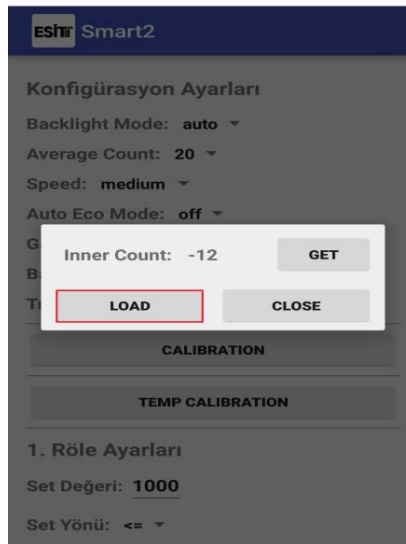 ESİT Smart2
Konfigürasyon Ayarları
Backlight Mode: auto
Average Count: 20
Speed: medium
Auto Eco Mode: off
G
Inner Count: -12 GET
B
T
LOAD CLOSE
CALIBRATION
TEMP CALIBRATION
1. Röle Ayarları
Set Değeri: 1000
Set Yönü: <=